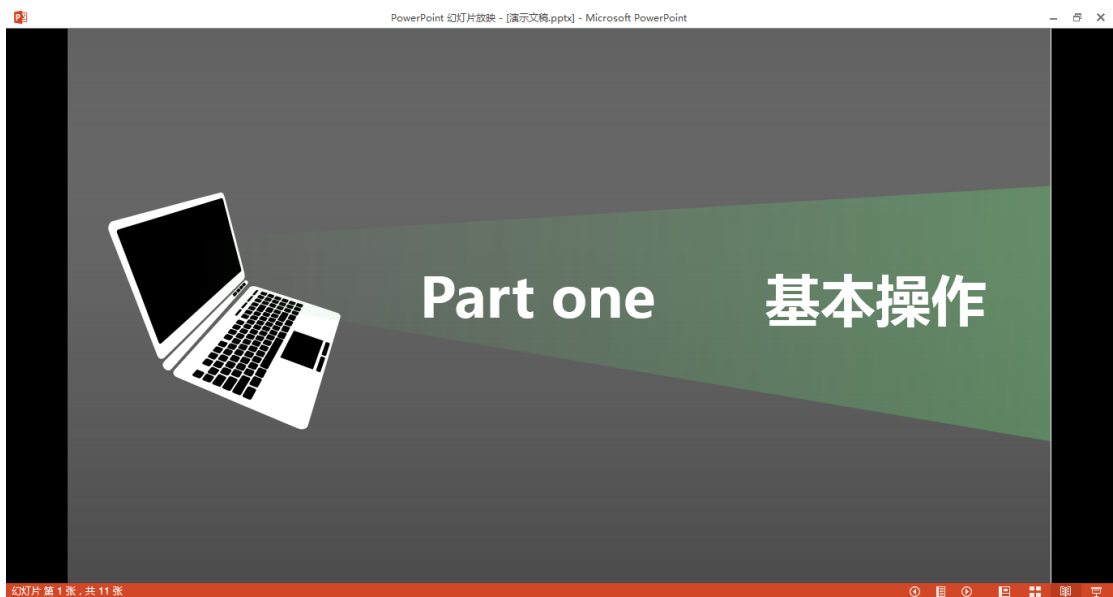 PowerPoint 幻灯片放映 - [演示文稿.pptx] - Microsoft PowerPoint
Part one 基本操作
幻灯片 第 1 张，共 11 张